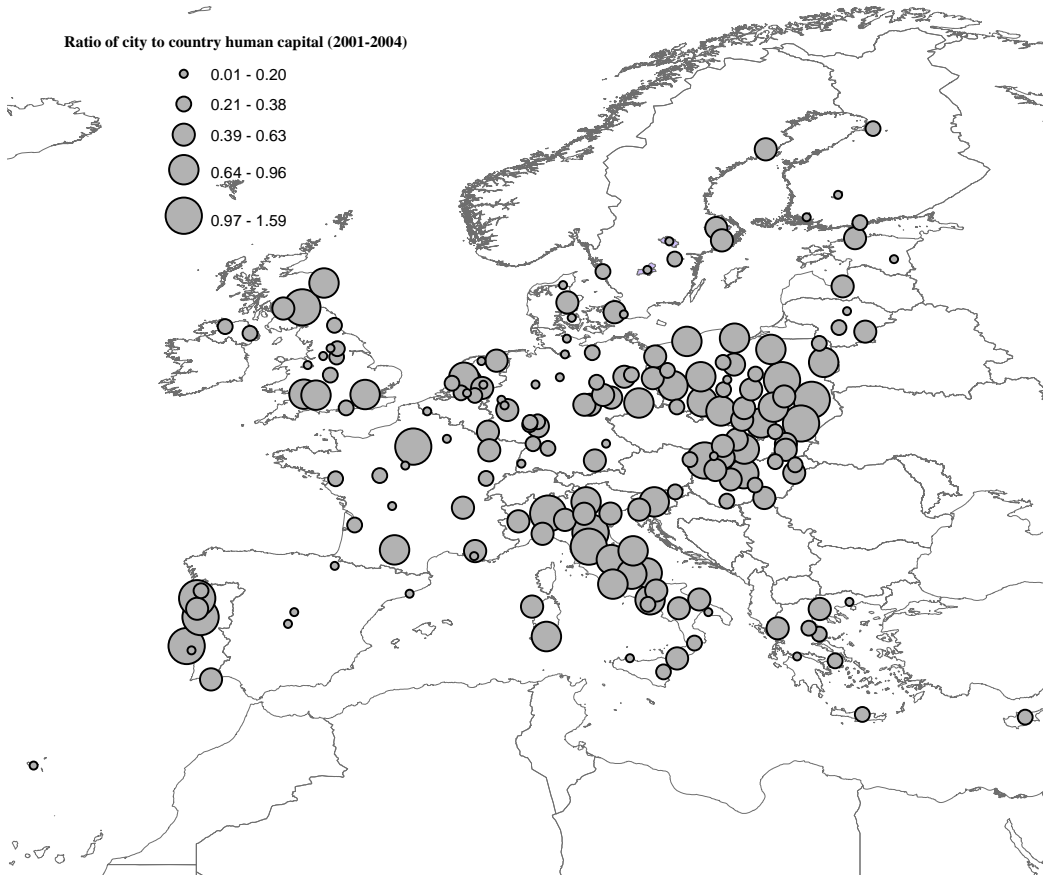 Ratio of city to country human capital (2001-2004)
0.01 - 0.20
0.21 - 0.38
0.39 - 0.63
0.64 - 0.96
0.97 - 1.59